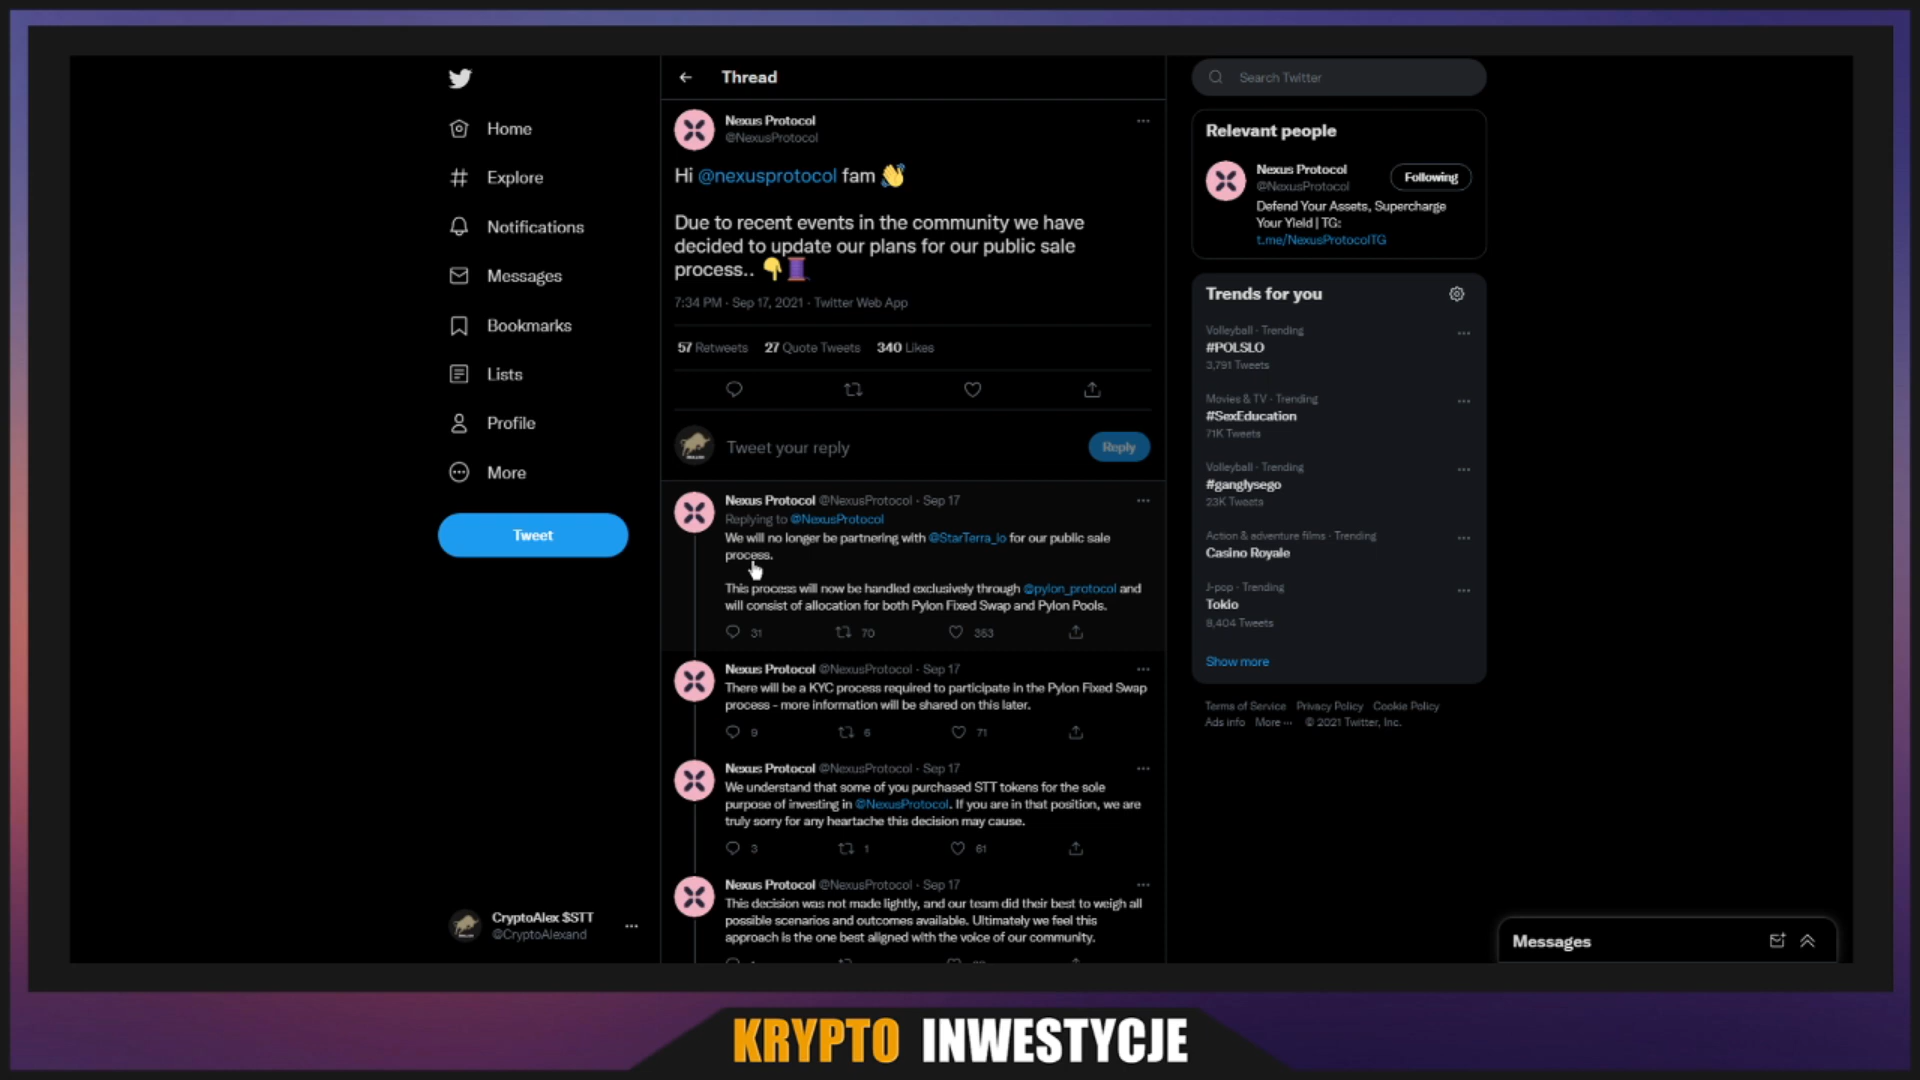 Home
Explore
Notifications
Messages
Bookmarks
Lists
Profile
More
Tweet
CryptoAlex $STT
@CryptoAlexand
Thread
Nexus Protocol
@NexusProtocol
Hi @nexusprotocol fam 👋
Due to recent events in the community we have
decided to update our plans for our public sale
process.. 👇🧵
7:34 PM · Sep 17, 2021 · Twitter Web App
57 Retweets 27 Quote Tweets 340 Likes
Tweet your reply
Reply
Nexus Protocol @NexusProtocol · Sep 17
Replying to @NexusProtocol
We will no longer be partnering with @StarTerra_io for our public sale
process.
This process will now be handled exclusively through @pylon_protocol and
will consist of allocation for both Pylon Fixed Swap and Pylon Pools.
31 70 353
Nexus Protocol @NexusProtocol · Sep 17
There will be a KYC process required to participate in the Pylon Fixed Swap
process - more information will be shared on this later.
9 6 71
Nexus Protocol @NexusProtocol · Sep 17
We understand that some of you purchased STT tokens for the sole
purpose of investing in @NexusProtocol. If you are in that position, we are
truly sorry for any heartache this decision may cause.
3 1 61
Nexus Protocol @NexusProtocol · Sep 17
This decision was not made lightly, and our team did their best to weigh all
possible scenarios and outcomes available. Ultimately we feel this
approach is the one best aligned with the voice of our community.
Search Twitter
Relevant people
Nexus Protocol
@NexusProtocol
Following
Defend Your Assets, Supercharge
Your Yield | TG:
t.me/NexusProtocolTG
Trends for you
Volleyball · Trending
#POLSLO
3,791 Tweets
Movies & TV · Trending
#SexEducation
71K Tweets
Volleyball · Trending
#ganglysego
23K Tweets
Action & adventure films · Trending
Casino Royale
J-pop · Trending
Tokio
8,404 Tweets
Show more
Terms of Service Privacy Policy Cookie Policy
Ads info More ··· © 2021 Twitter, Inc.
Messages
KRYPTO INWESTYCJE